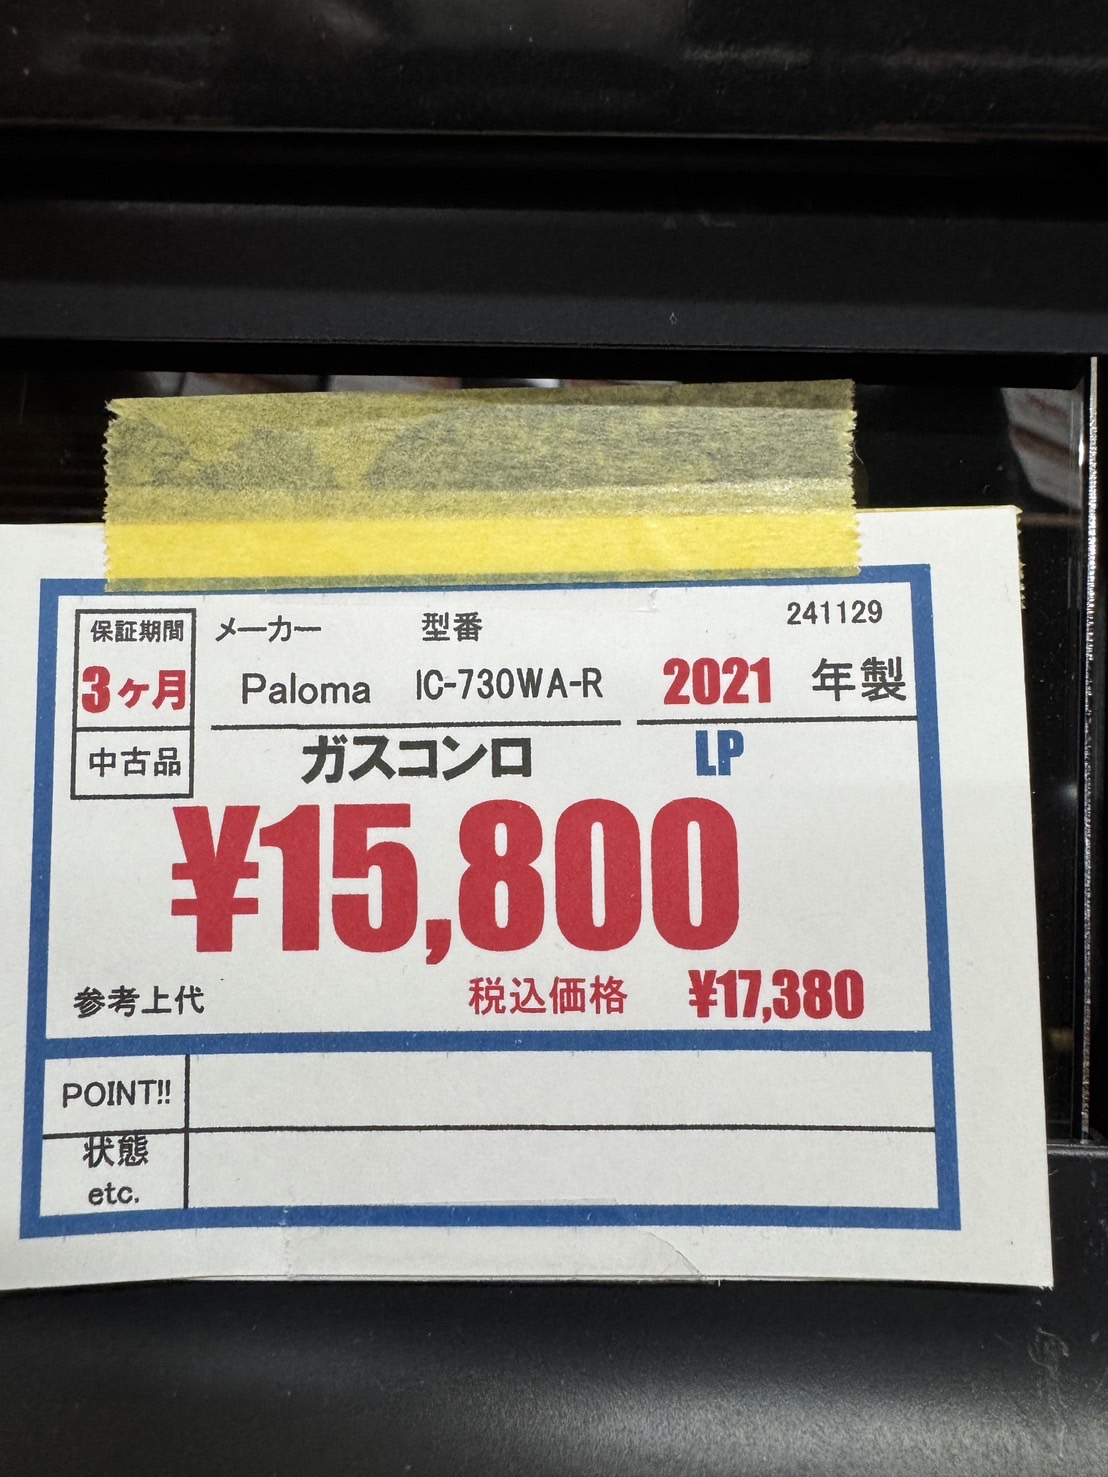 241129
保証期間 メーカー 型番
3ヶ月 Paloma IC-730WA-R 2021 年製
中古品 ガスコンロ LP
¥15,800
参考上代 税込価格 ¥17,380
POINT!!
状態
etc.